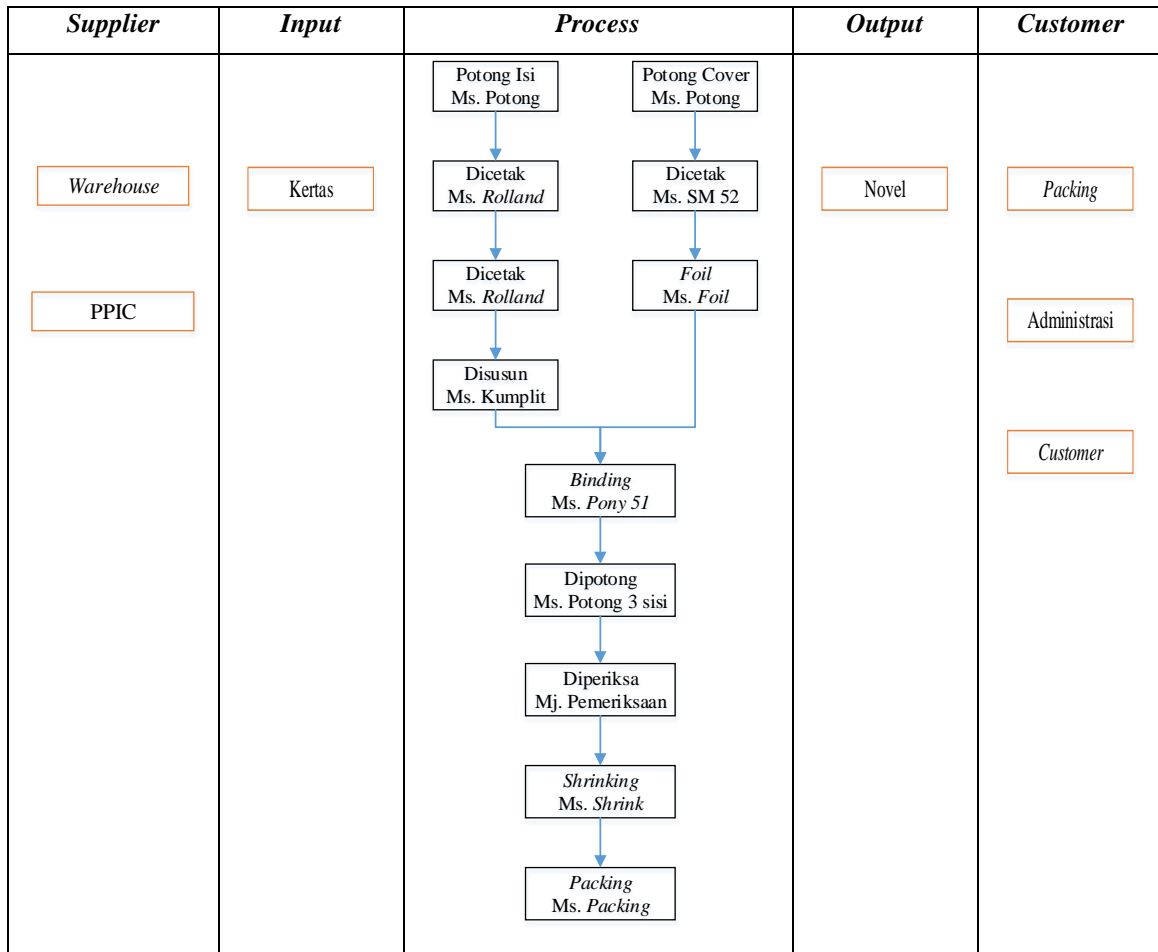 Supplier
Input
Process
Output
Customer
Potong Isi
Ms. Potong
Potong Cover
Ms. Potong
Warehouse
Kertas
Dicetak
Ms. Rolland
Dicetak
Ms. SM 52
Novel
Packing
PPIC
Dicetak
Ms. Rolland
Foil
Ms. Foil
Administrasi
Disusun
Ms. Kumplit
Customer
Binding
Ms. Pony 51
Dipotong
Ms. Potong 3 sisi
Diperiksa
Mj. Pemeriksaan
Shrinking
Ms. Shrink
Packing
Ms. Packing